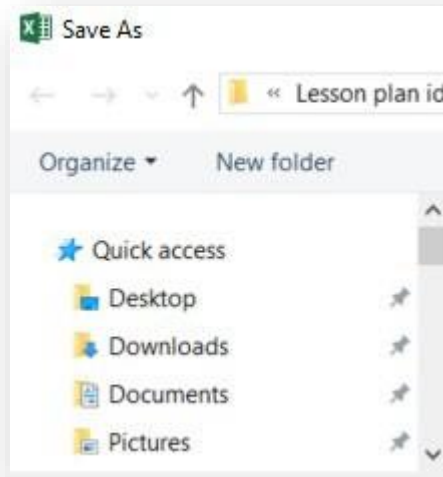 Save As
« Lesson plan id
Organize New folder
Quick access
Desktop
Downloads
Documents
Pictures